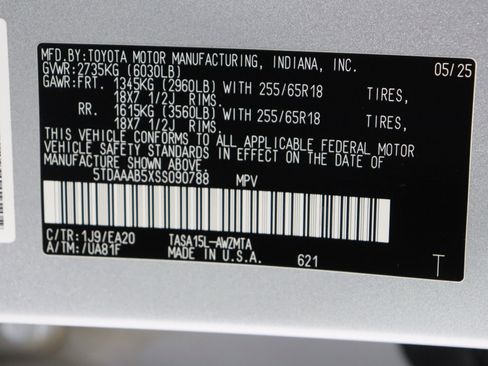 MFD. BY: TOYOTA MOTOR MANUFACTURING, INDIANA, INC. 05/25
GVWR: 2735KG (6030LB)
GAWR: FRT. 1345KG (2960LB) WITH 255/65R18 TIRES,
18X7 1/2J RIMS.
RR. 1615KG (3560LB) WITH 255/65R18 TIRES,
18X7 1/2J RIMS.
THIS VEHICLE CONFORMS TO ALL APPLICABLE FEDERAL MOTOR
VEHICLE SAFETY STANDARDS IN EFFECT ON THE DATE OF
MANUFACTURE SHOWN ABOVE.
5TDAAAB5XSS090788 MPV
C/TR: 1J9/EA20 TASA15L-AWZMTA
A/TM: /UA81F MADE IN U.S.A. 621 T